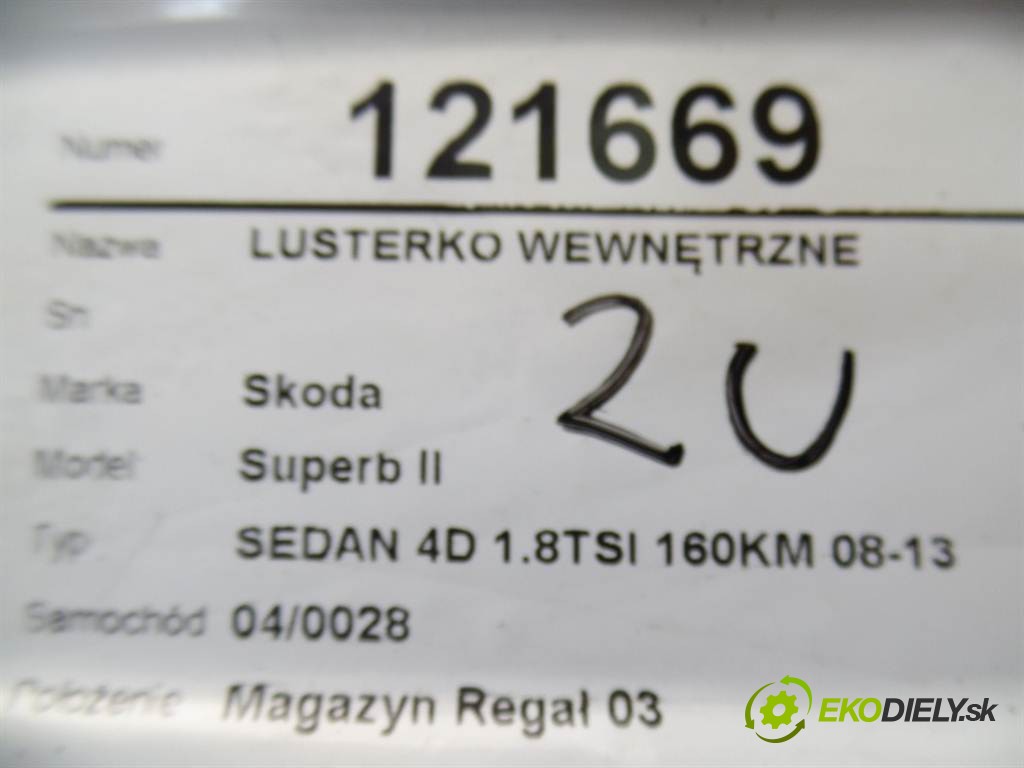 Numer 121669
Nazwa LUSTERKO WEWNĘTRZNE
Sn
2U
Marka Skoda
Model Superb II
Typ SEDAN 4D 1.8TSI 160KM 08-13
Samochód 04/0028
Położenie Magazyn Regał 03
EKODIELY.sk